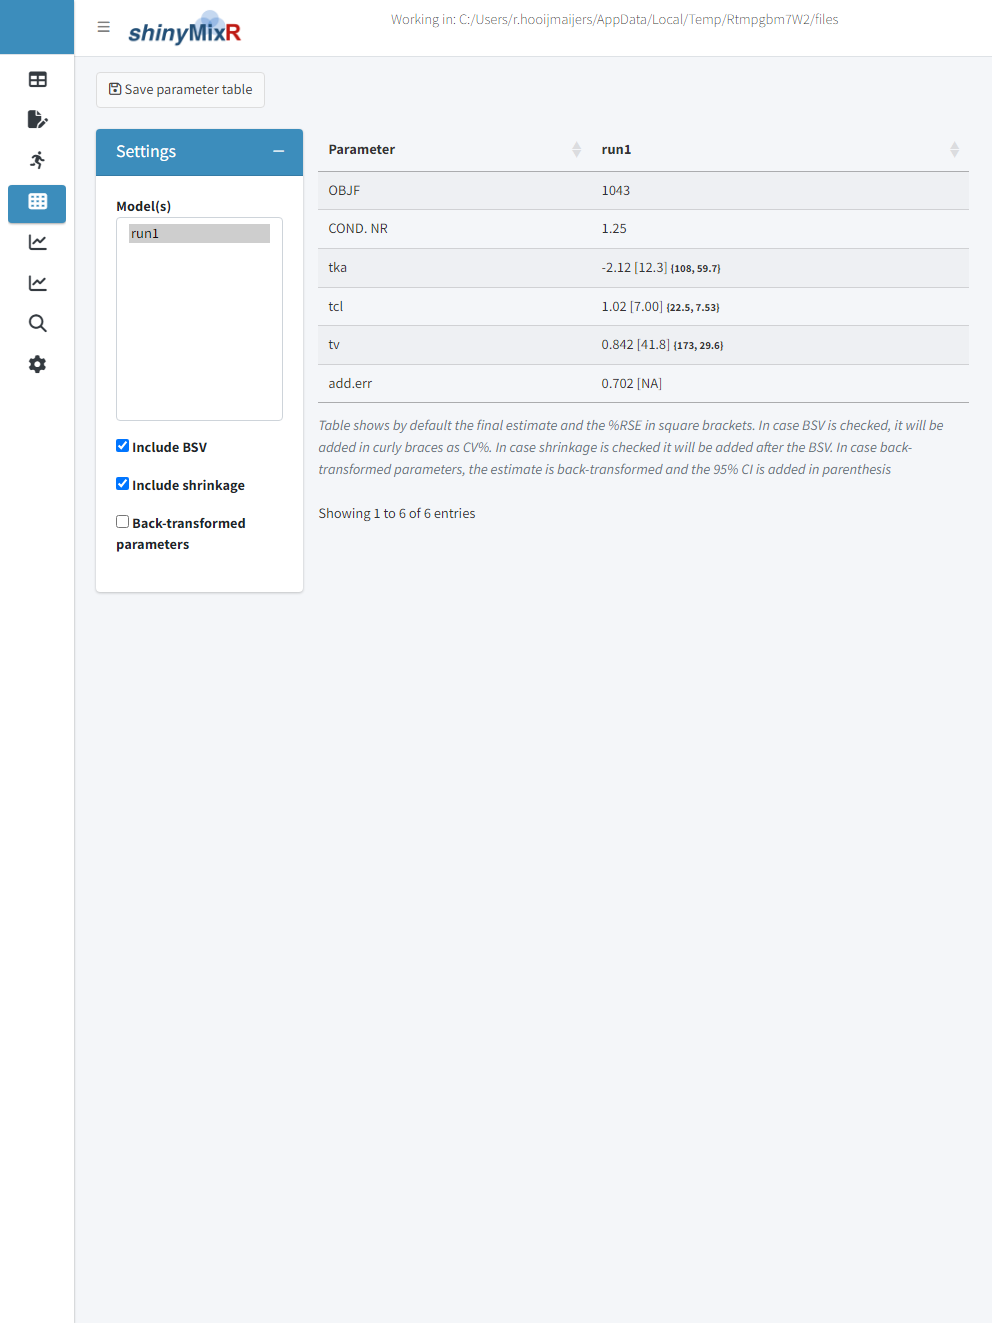 shinyMixR
Working in: C:/Users/r.hooijmaijers/AppData/Local/Temp/Rtmpgbm7W2/files
Save parameter table
Settings
Model(s)
run1
Include BSV
Include shrinkage
Back-transformed
parameters
Parameter run1
OBJF 1043
COND. NR 1.25
tka -2.12 [12.3] {108, 59.7}
tcl 1.02 [7.00] {22.5, 7.53}
tv 0.842 [41.8] {173, 29.6}
add.err 0.702 [NA]
Table shows by default the final estimate and the %RSE in square brackets. In case BSV is checked, it will be
added in curly braces as CV%. In case shrinkage is checked it will be added after the BSV. In case back-
transformed parameters, the estimate is back-transformed and the 95% CI is added in parenthesis
Showing 1 to 6 of 6 entries